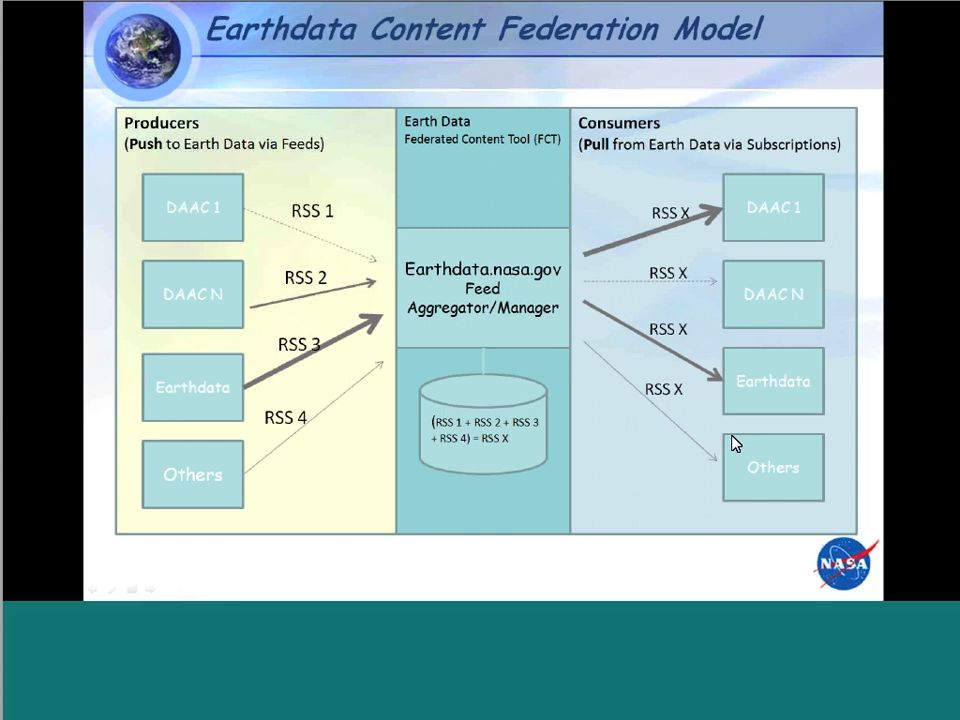 Earthdata Content Federation Model
Producers
(Push to Earth Data via Feeds)
DAAC 1
DAAC N
Earthdata
Others
RSS 1
RSS 2
RSS 3
RSS 4
Earth Data
Federated Content Tool (FCT)
Earthdata.nasa.gov
Feed
Aggregator/Manager
(RSS 1 + RSS 2 + RSS 3
+ RSS 4) = RSS X
Consumers
(Pull from Earth Data via Subscriptions)
RSS X
RSS X
RSS X
RSS X
DAAC 1
DAAC N
Earthdata
Others
NASA